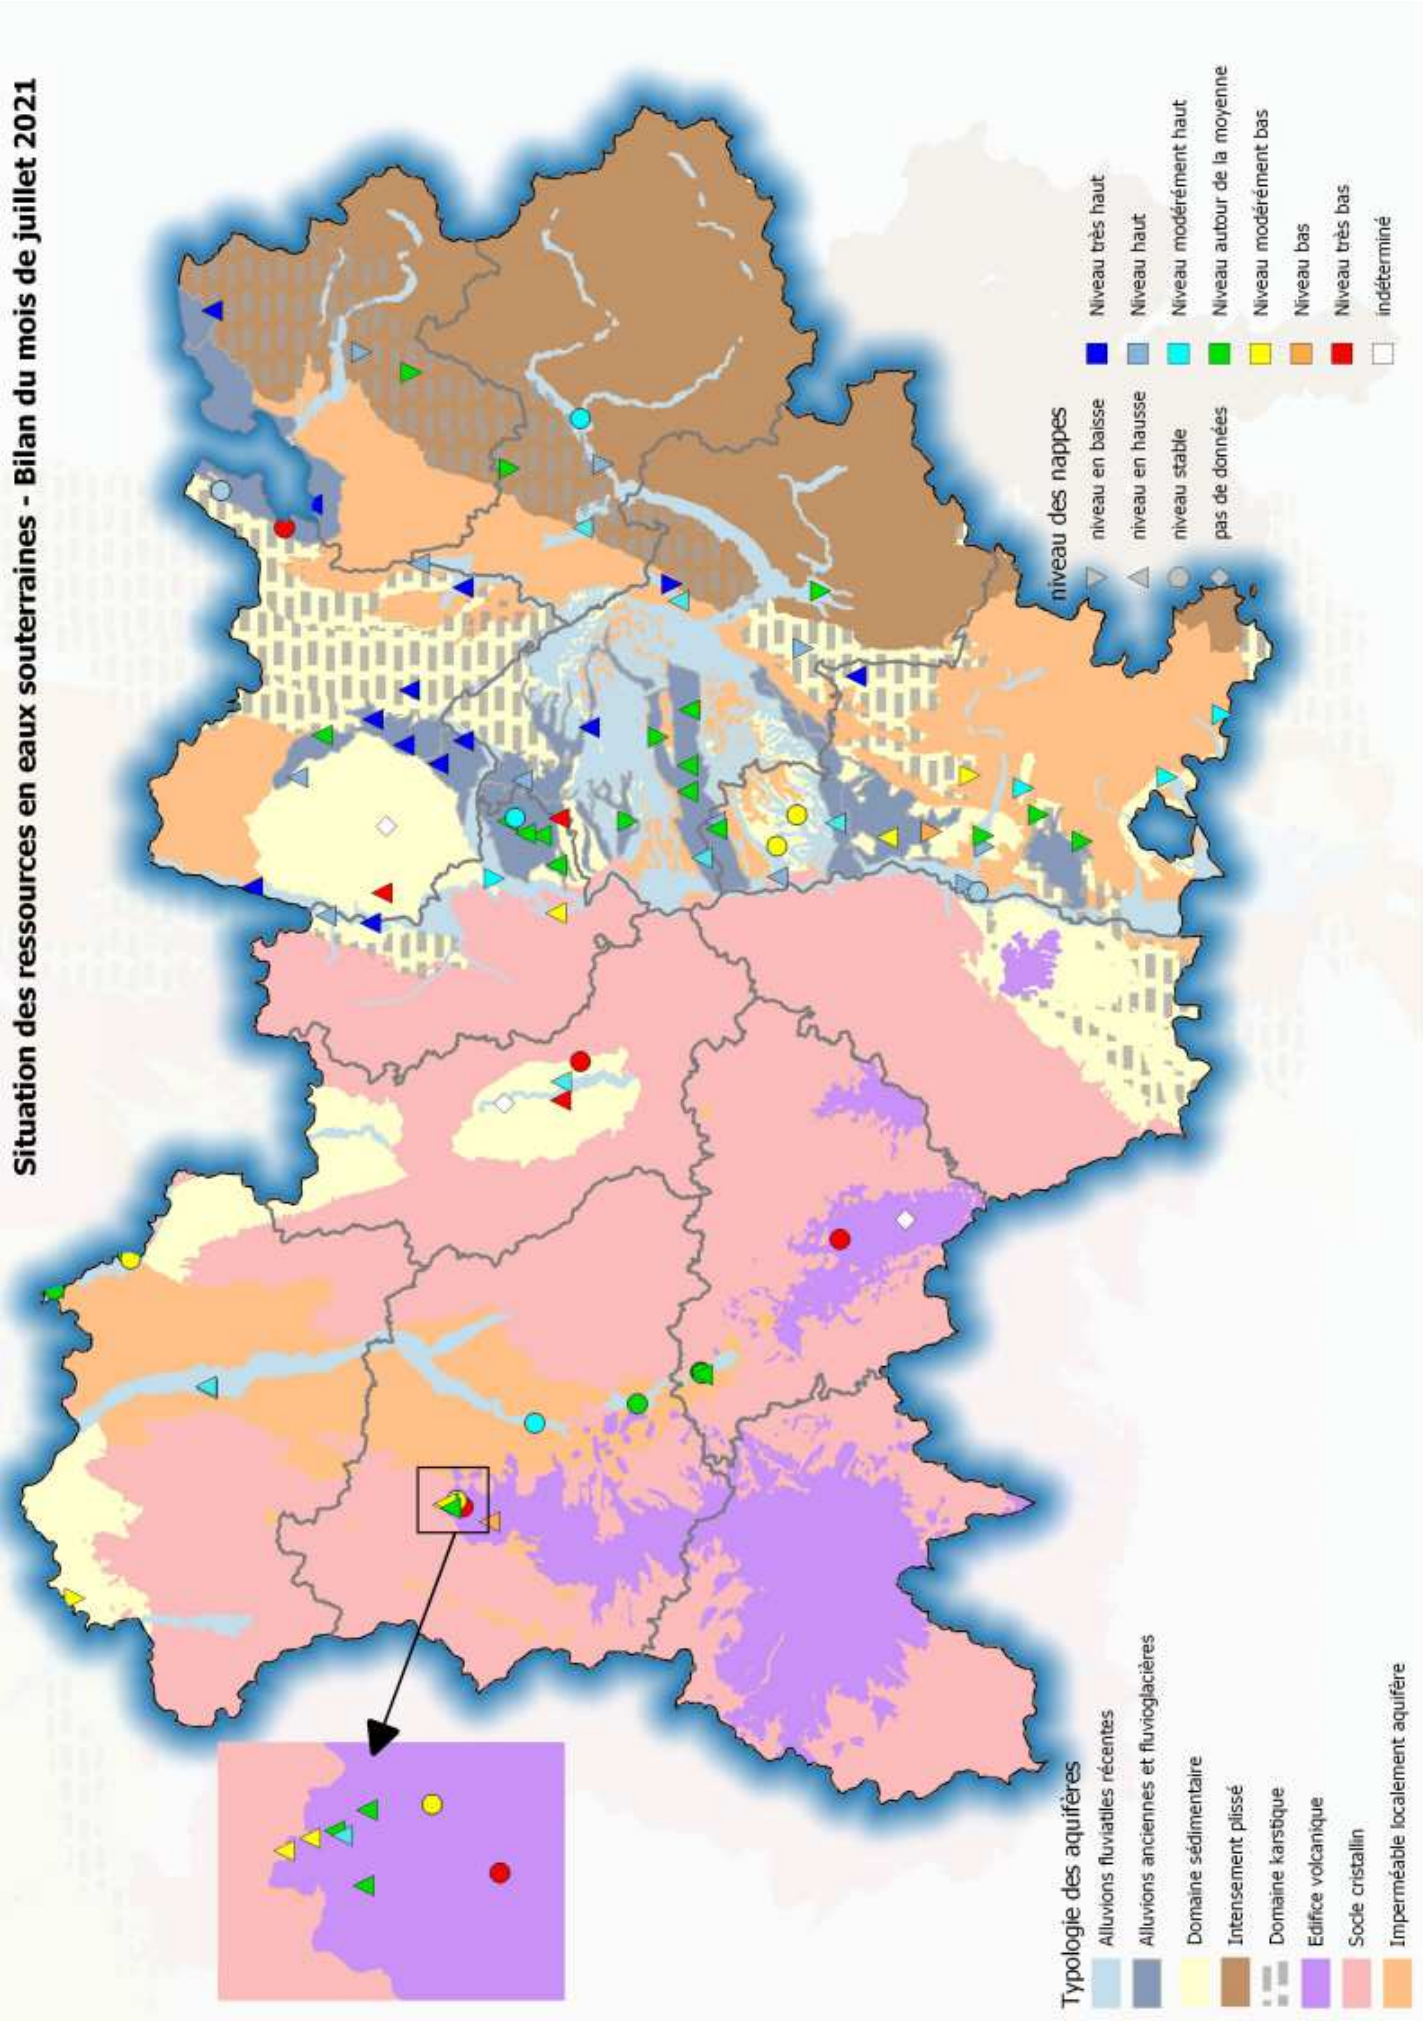 Situation des ressources en eaux souterraines - Bilan du mois de juillet 2021
Typologie des aquifères
Alluvions fluviatiles récentes
Alluvions anciennes et fluvioglacières
Domaine sédimentaire
Intensement plissé
Domaine karstique
Edifice volcanique
Socle cristallin
Imperméable localement aquifère
niveau des nappes
niveau en baisse
niveau en hausse
niveau stable
pas de données
Niveau très haut
Niveau haut
Niveau modérément haut
Niveau autour de la moyenne
Niveau modérément bas
Niveau bas
Niveau très bas
indéterminé